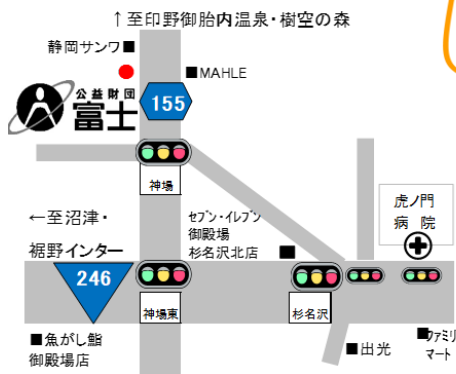 ↑至印野御胎内温泉・樹空の森
静岡サンワ■
■MAHLE
公益財団
富士
155
神場
←至沼津・
裾野インター
セブン-イレブン
御殿場
杉名沢北店
虎ノ門
病 院
246
神場東
杉名沢
■魚がし鮨
御殿場店
■出光
ファミリ
マート